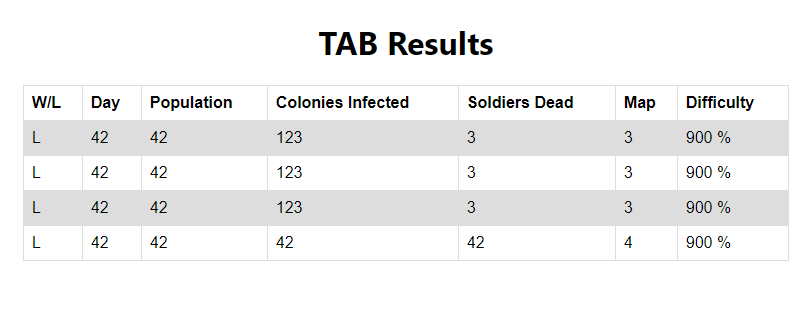 TAB Results
W/L Day Population Colonies Infected Soldiers Dead Map Difficulty
L 42 42 123 3 3 900 %
L 42 42 123 3 3 900 %
L 42 42 123 3 3 900 %
L 42 42 42 42 4 900 %